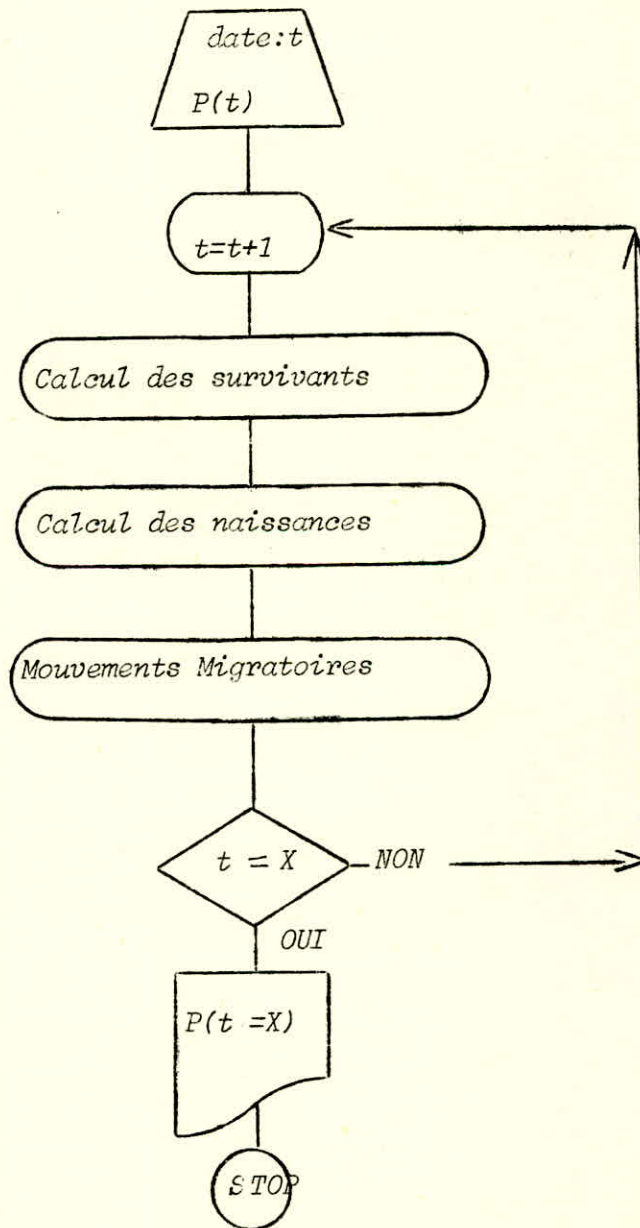 date:t
P(t)
t=t+1
Calcul des survivants
Calcul des naissances
Mouvements Migratoires
t = X
NON
OUI
P(t =X)
STOP